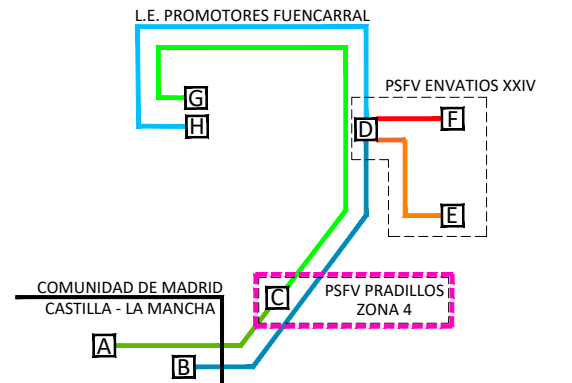 L.E. PROMOTORES FUENCARRAL
PSFV ENVATIOS XXIV
G
F
H
D
E
COMUNIDAD DE MADRID
C
PSFV PRADILLOS
ZONA 4
CASTILLA - LA MANCHA
A
B